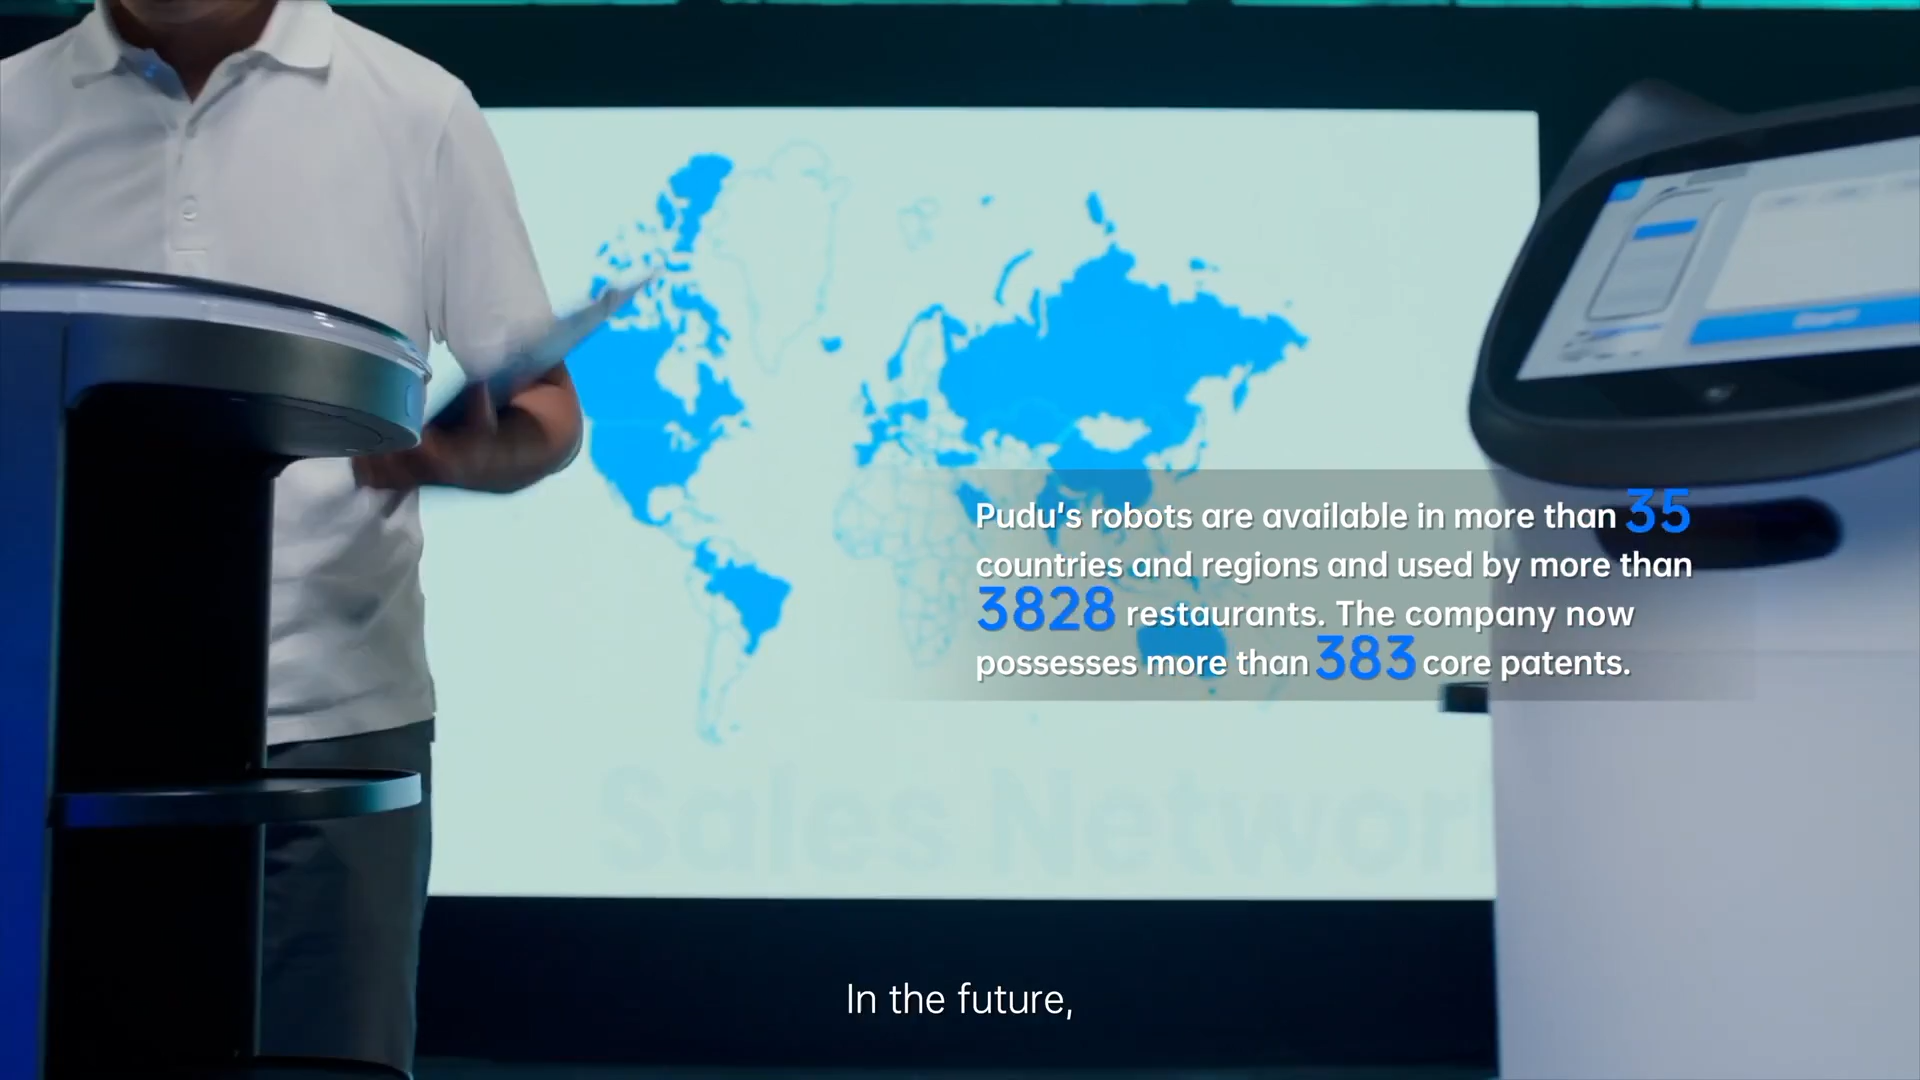 Pudu's robots are available in more than 35
countries and regions and used by more than
3828 restaurants. The company now
possesses more than 383 core patents.
Sales Networ
In the future,